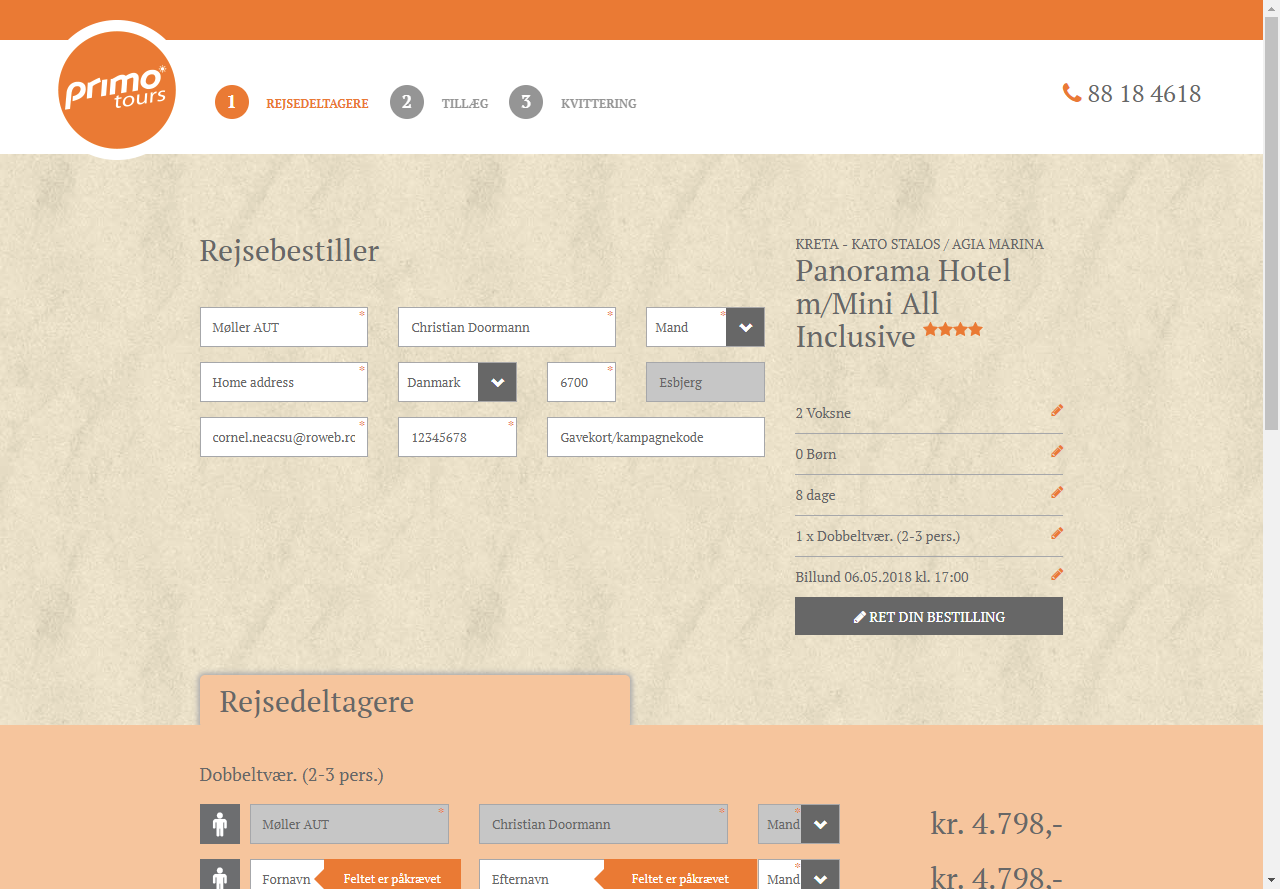 primo
tours
1 REJSEDELTAGERE 2 TILLÆG 3 KVITTERING
88 18 4618
Rejsebestiller
Møller AUT * Christian Doormann * Mand *
Home address * Danmark 6700 * Esbjerg
cornel.neacsu@roweb.ro * 12345678 * Gavekort/kampagnekode
KRETA - KATO STALOS / AGIA MARINA
Panorama Hotel
m/Mini All
Inclusive
2 Voksne
0 Børn
8 dage
1 x Dobbeltvær. (2-3 pers.)
Billund 06.05.2018 kl. 17:00
RET DIN BESTILLING
Rejsedeltagere
Dobbeltvær. (2-3 pers.)
Møller AUT * Christian Doormann * Mand * kr. 4.798,-
Fornavn Feltet er påkrævet Efternavn Feltet er påkrævet Mand * kr. 4.798,-